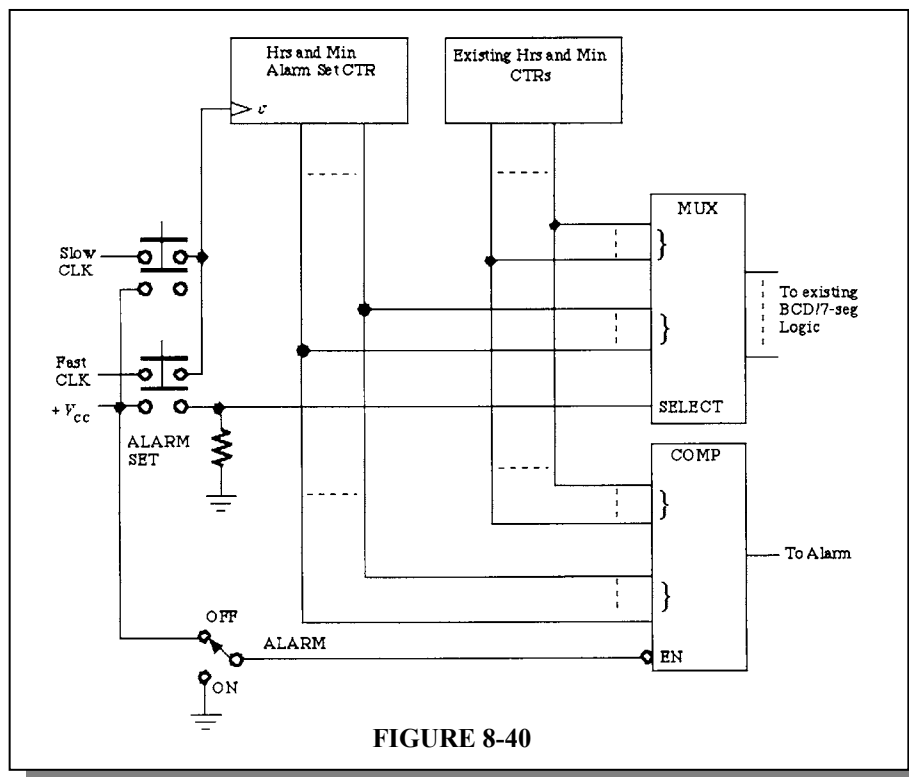 Hrs and Min
Alarm Set CTR
c
Existing Hrs and Min
CTRs
MUX
}
}
SELECT
To existing
BCD/7-seg
Logic
Slow
CLK
Fast
CLK
+ Vcc
ALARM
SET
COMP
}
}
EN
To Alarm
OFF
ALARM
ON
FIGURE 8-40